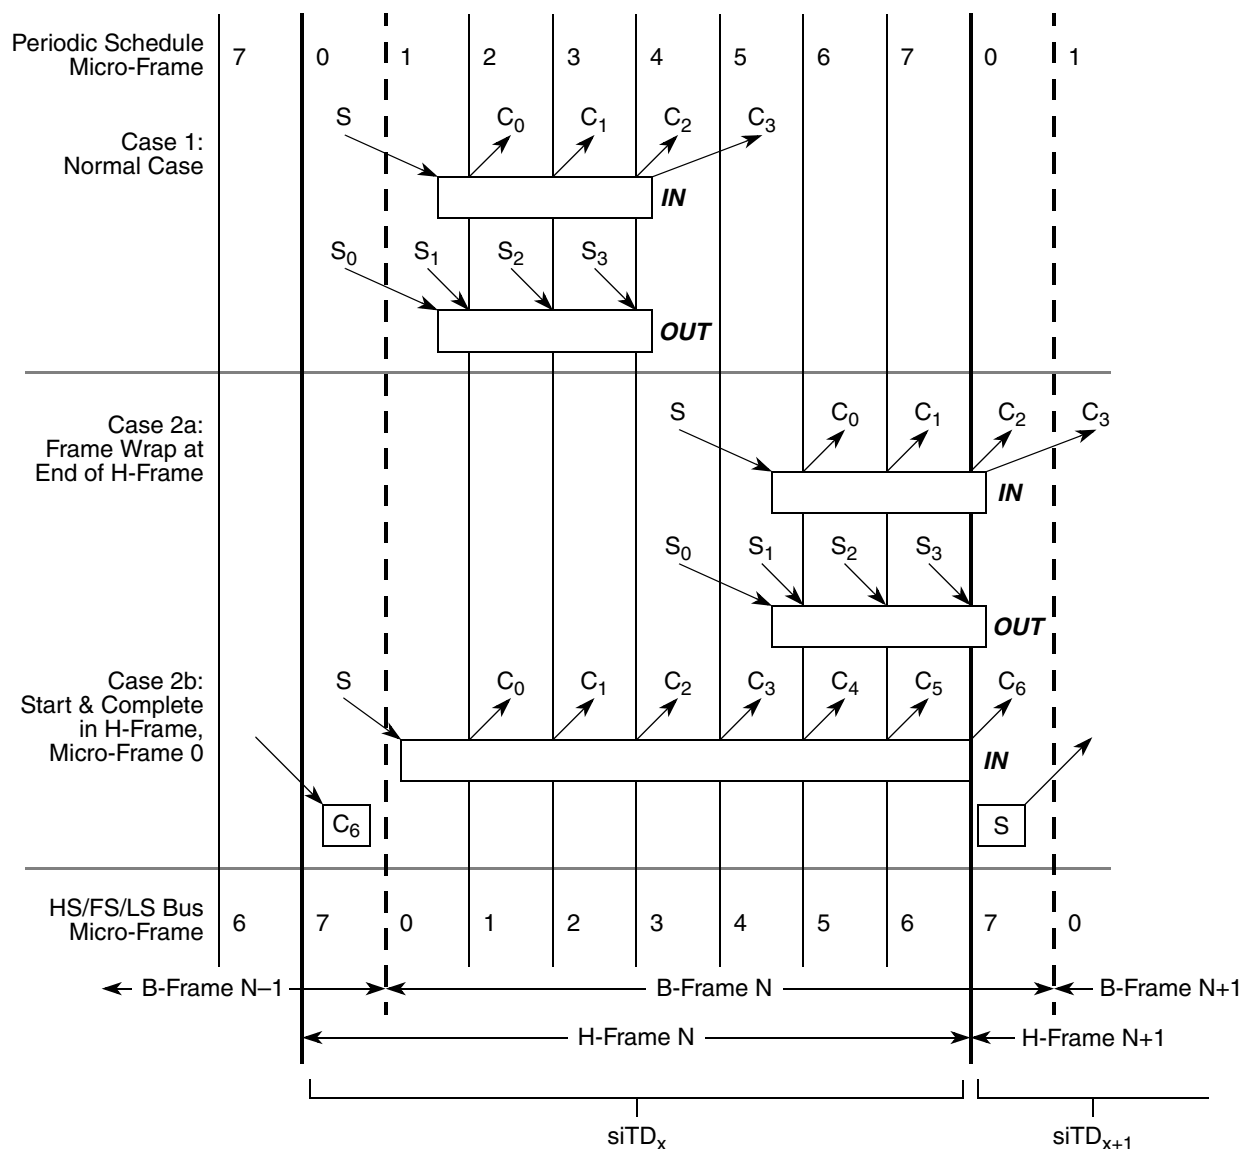 Periodic Schedule
Micro-Frame
7 0 1 2 3 4 5 6 7 0 1
Case 1:
Normal Case
S C0 C1 C2 C3
IN
S0 S1 S2 S3
OUT
Case 2a:
Frame Wrap at
End of H-Frame
S C0 C1 C2 C3
IN
S0 S1 S2 S3
OUT
Case 2b:
Start & Complete
in H-Frame,
Micro-Frame 0
S C0 C1 C2 C3 C4 C5 C6
IN
C6 S
HS/FS/LS Bus
Micro-Frame
6 7 0 1 2 3 4 5 6 7 0
B-Frame N–1 B-Frame N B-Frame N+1
H-Frame N H-Frame N+1
siTDx siTDx+1